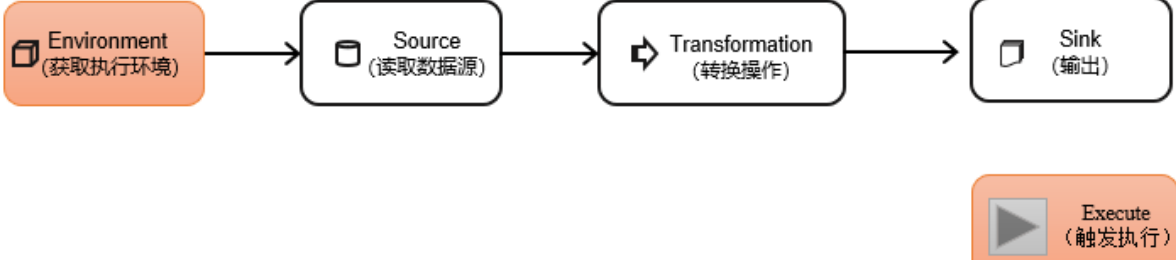 Environment
(获取执行环境)
Source
(读取数据源)
Transformation
(转换操作)
Sink
(输出)
Execute
(触发执行)